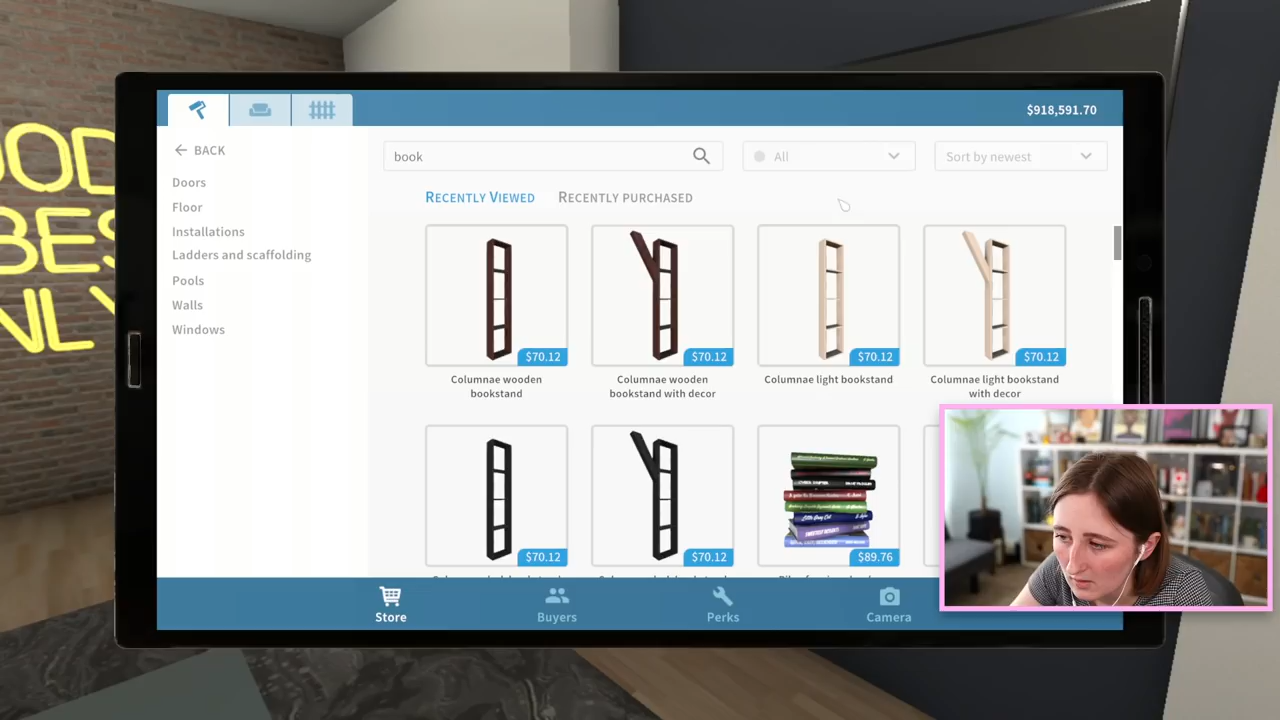 $918,591.70
BACK
book
All
Sort by newest
Doors
RECENTLY VIEWED
RECENTLY PURCHASED
Floor
Installations
Ladders and scaffolding
Pools
Walls
Windows
$70.12
$70.12
$70.12
$70.12
Columnae wooden
bookstand
Columnae wooden
bookstand with decor
Columnae light bookstand
Columnae light bookstand
with decor
$70.12
$70.12
$89.76
Store
Buyers
Perks
Camera